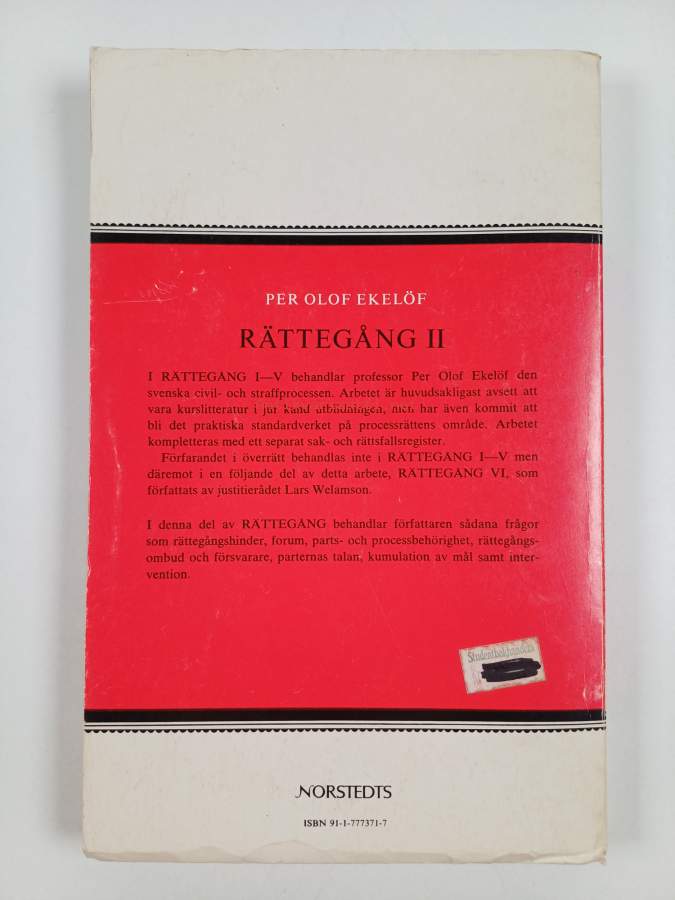 PER OLOF EKELÖF
RÄTTEGÅNG II
I RÄTTEGÅNG I—V behandlar professor Per Olof Ekelöf den
svenska civil- och straffprocessen. Arbetet är huvudsakligast avsett att
vara kurslitteratur i jur kand utbildningen, men har även kommit att
bli det praktiska standardverket på processrättens område. Arbetet
kompletteras med ett separat sak- och rättsfallsregister.
Förfarandet i överrätt behandlas inte i RÄTTEGÅNG I—V men
däremot i en följande del av detta arbete, RÄTTEGÅNG VI, som
författats av justitierådet Lars Welamson.
I denna del av RÄTTEGÅNG behandlar författaren sådana frågor
som rättegångshinder, forum, parts- och processbehörighet, rättegångs-
ombud och försvarare, parternas talan, kumulation av mål samt inter-
vention.
Studentbokhandeln
NORSTEDTS
ISBN 91-1-777371-7